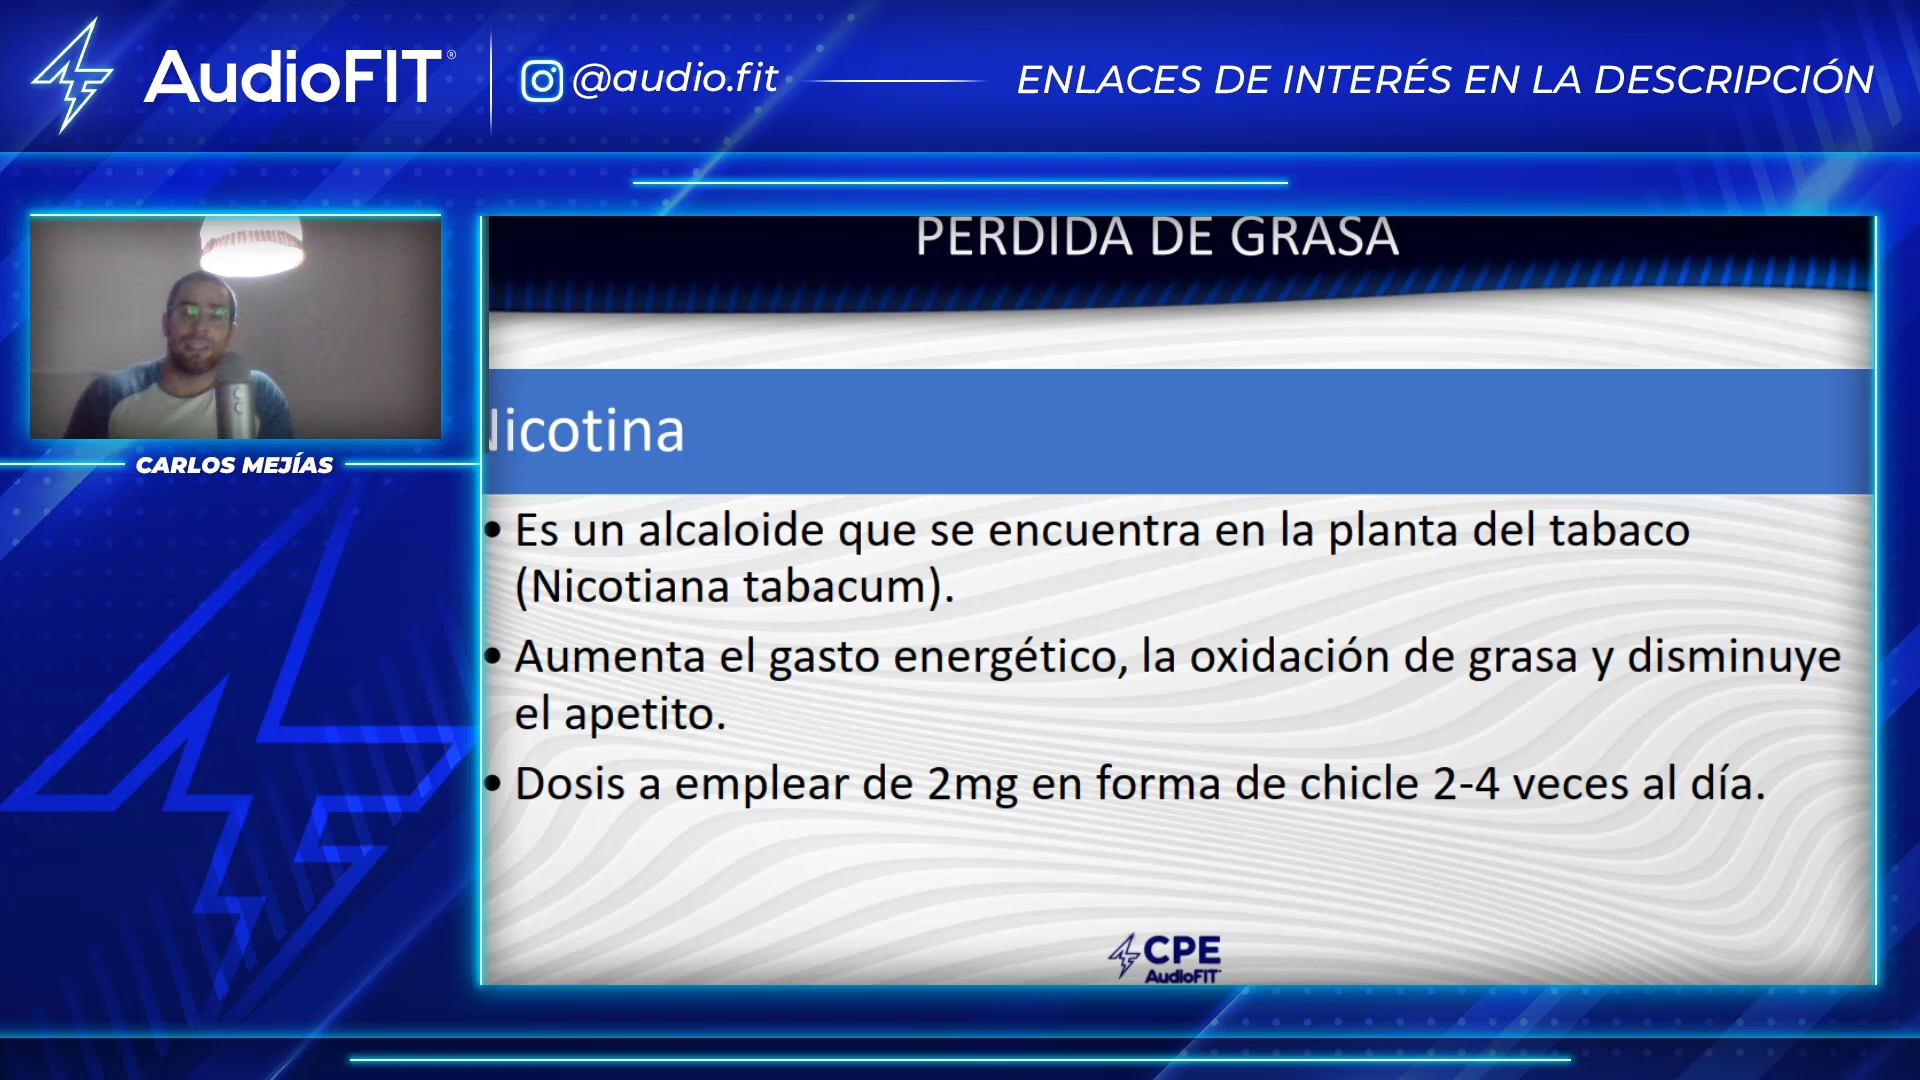 AudioFIT®
@audio.fit
ENLACES DE INTERÉS EN LA DESCRIPCIÓN
CARLOS MEJÍAS
PERDIDA DE GRASA
Nicotina
• Es un alcaloide que se encuentra en la planta del tabaco
(Nicotiana tabacum).
• Aumenta el gasto energético, la oxidación de grasa y disminuye
el apetito.
• Dosis a emplear de 2mg en forma de chicle 2-4 veces al día.
CPE
AudioFIT